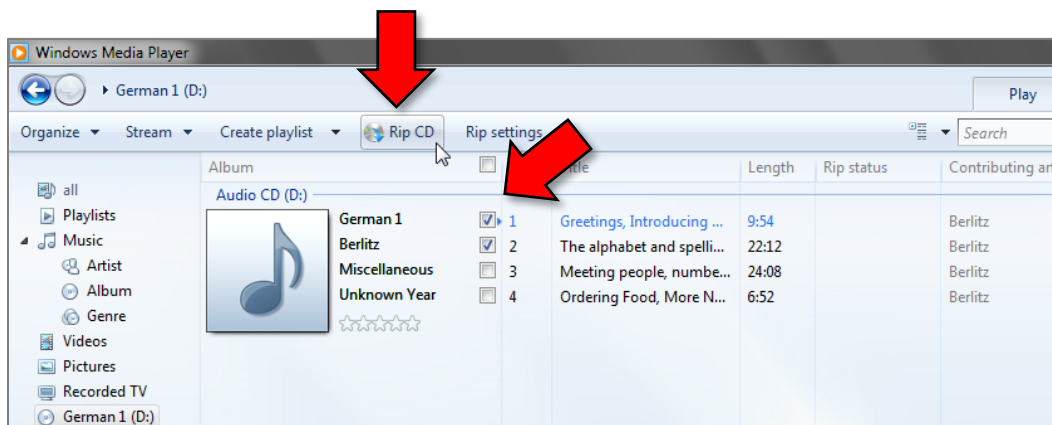 Windows Media Player
German 1 (D:)
Play
Organize Stream Create playlist Rip CD Rip settings Search
Album Length Rip status Contributing
all
Audio CD (D:)
Playlists
Music
Artist
Album
Genre
Videos
Pictures
Recorded TV
German 1 (D:)
German 1
Berlitz
Miscellaneous
Unknown Year
1 Greetings, Introducing ... 9:54 Berlitz
2 The alphabet and spelli... 22:12 Berlitz
3 Meeting people, numbe... 24:08 Berlitz
4 Ordering Food, More N... 6:52 Berlitz